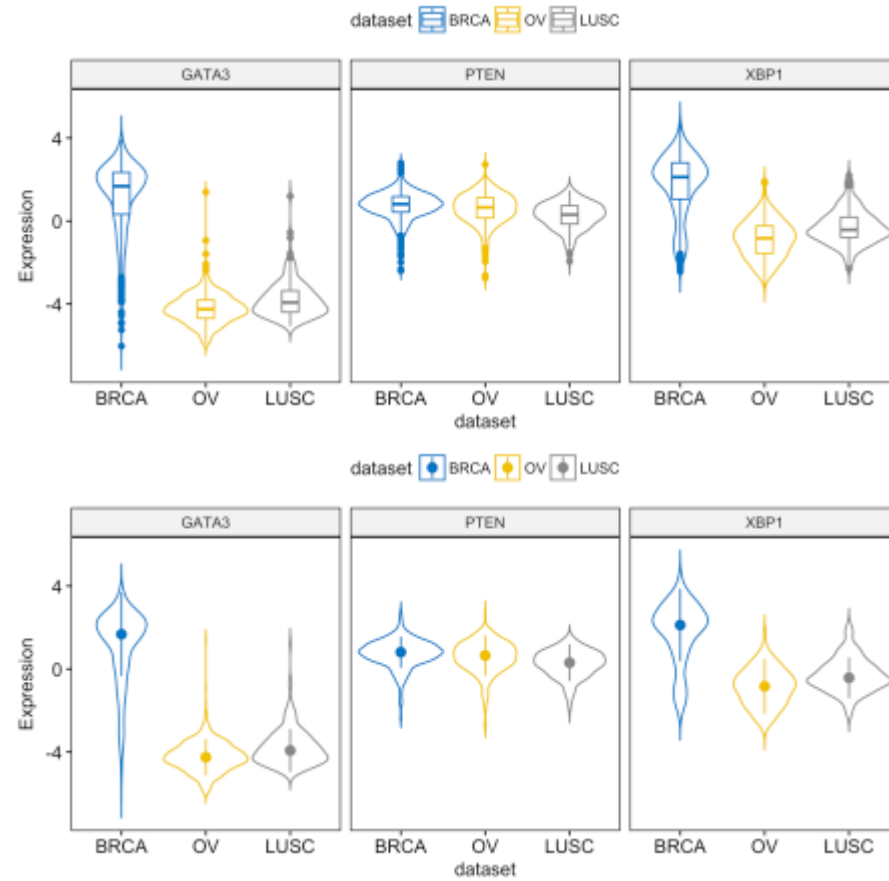 dataset BRCA OV LUSC
GATA3 PTEN XBP1
4
0
-4
Expression
BRCA OV LUSC BRCA OV LUSC BRCA OV LUSC
dataset
dataset BRCA OV LUSC
GATA3 PTEN XBP1
4
0
-4
Expression
BRCA OV LUSC BRCA OV LUSC BRCA OV LUSC
dataset